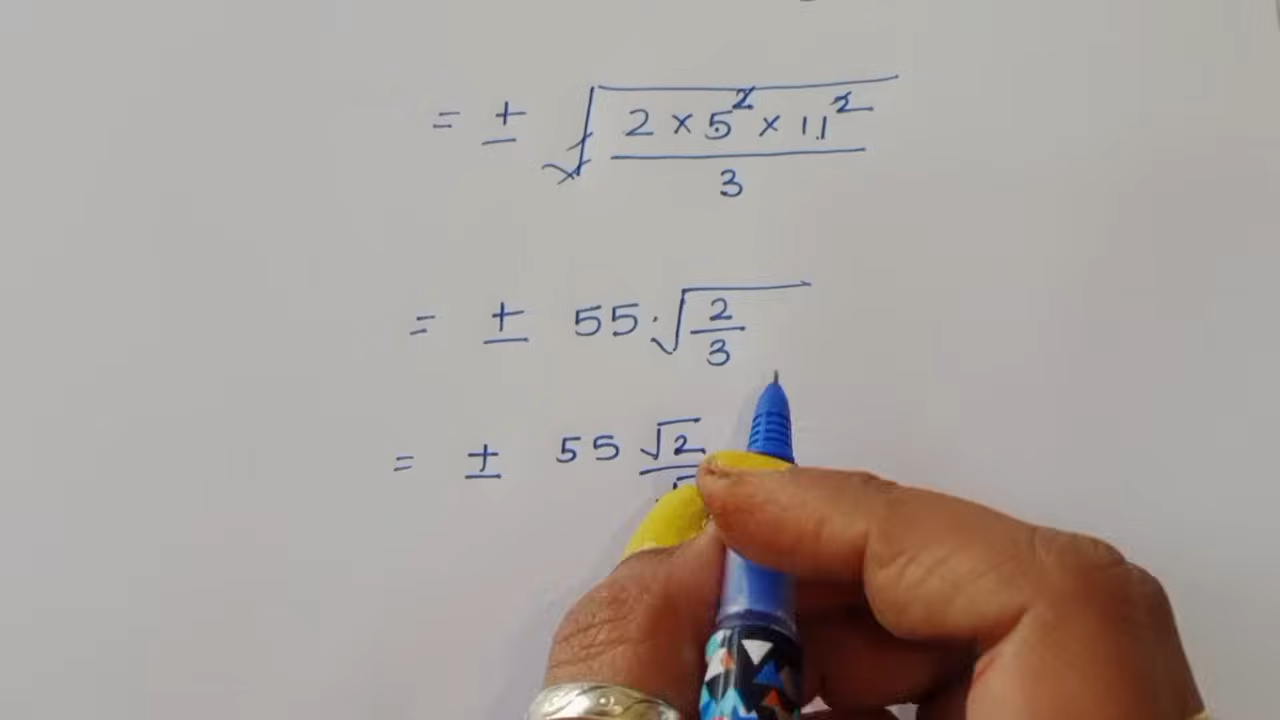 = ± √(2 × 5² × 11² / 3)
= ± 55 · √(2 / 3)
= ± 55 √2 / √